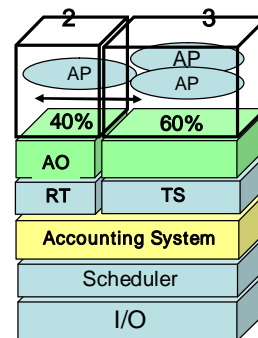 2 3
AP
AP
AP
40% 60%
AO
RT TS
Accounting System
Scheduler
I/O